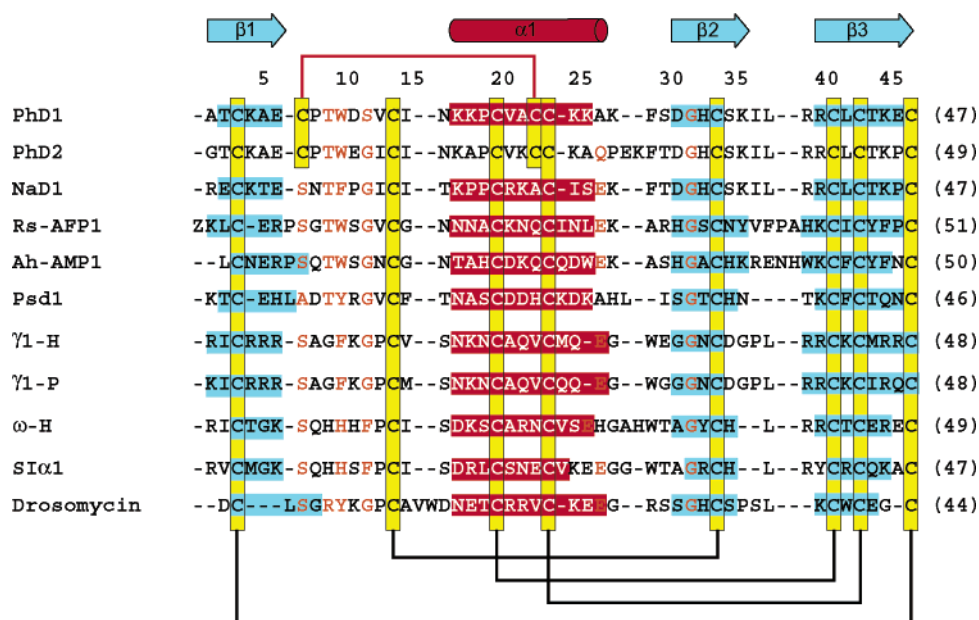 β1 α1 β2 β3
5 10 15 20 25 30 35 40 45
PhD1 -ATCKAE-CPTWDSVCI--NKKPCVACC-KKAK--FSDGHCSKIL--RRCLCTKEC (47)
PhD2 -GTCKAE-CPTWEGICI--NKAPCVKCC-KAQPEKFTDGHCSKIL--RRCLCTKPC (49)
NaD1 -RECKTE-SNTFPGICI--TKPPCRKAC-ISEK--FTDGHCSKIL--RRCLCTKPC (47)
Rs-AFP1 ZKLC-ERPSGTWSGVCG--NNNACKNQCINLEK--ARHGSCNYVFPAHKCICYFPC (51)
Ah-AMP1 --LCNERPSQTWSGNCG--NTAHCDKQCQDWEK--ASHGACHKRENHWKCFCYFNC (50)
Psd1 -KTC-EHLADTYRGVCF--TNASCDDHCKDKAHL--ISGTCHN----TKCFCTQNC (46)
γ1-H -RICRRR-SAGFKGPCV--SNKNCAQVCMQ-EG--WEGGNCDGPL--RRCKCMRRC (48)
γ1-P -KICRRR-SAGFKGPCM--SNKNCAQVCQQ-EG--WGGGNCDGPL--RRCKCIRQC (48)
ω-H -RICTGK-SQHHHFPCI--SDKSCARNCVSEHGAHWTAGYCH--L--RRCTCEREC (49)
SIα1 -RVCMGK-SQHHSFPCI--SDRLCSNECVKEEGG-WTAGRCH--L--RYCRCQKAC (47)
Drosomycin --DC---LSGRYKGPCAVWDNETCRRVC-KEEG--RSSGHCSPSL--KCWCEG-C (44)